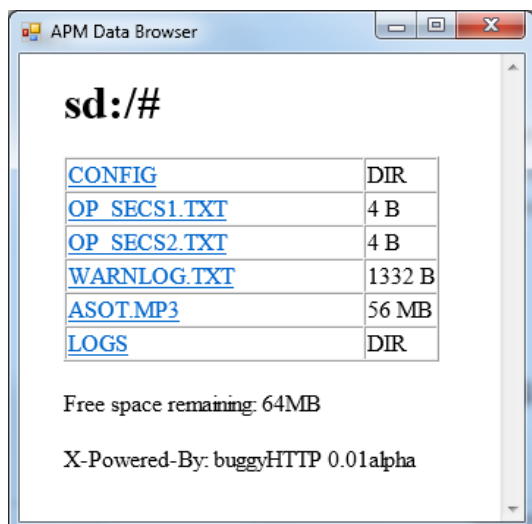 APM Data Browser
sd:/#
CONFIG DIR
OP_SECS1.TXT 4 B
OP_SECS2.TXT 4 B
WARNLOG.TXT 1332 B
ASOT.MP3 56 MB
LOGS DIR
Free space remaining: 64MB
X-Powered-By: buggyHTTP 0.01alpha